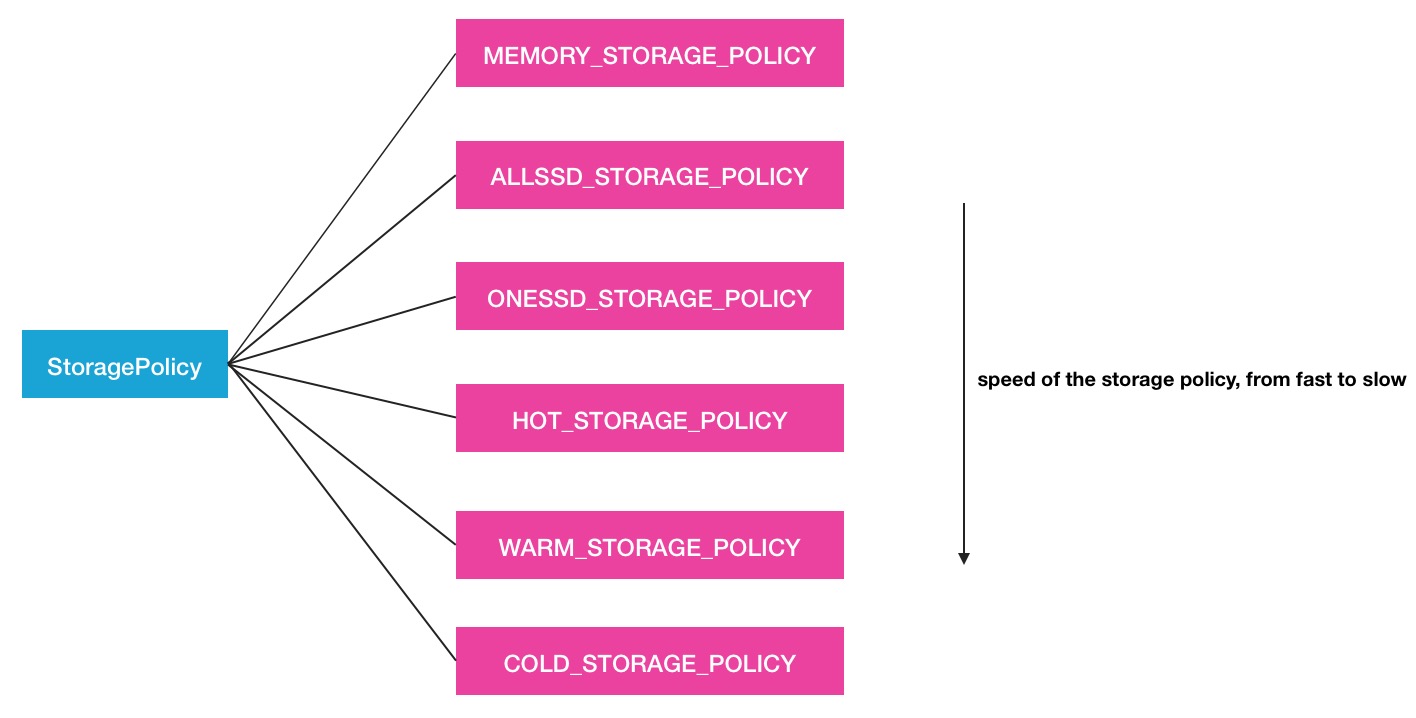 MEMORY_STORAGE_POLICY
ALLSSD_STORAGE_POLICY
ONESSD_STORAGE_POLICY
StoragePolicy
speed of the storage policy, from fast to slow
HOT_STORAGE_POLICY
WARM_STORAGE_POLICY
COLD_STORAGE_POLICY